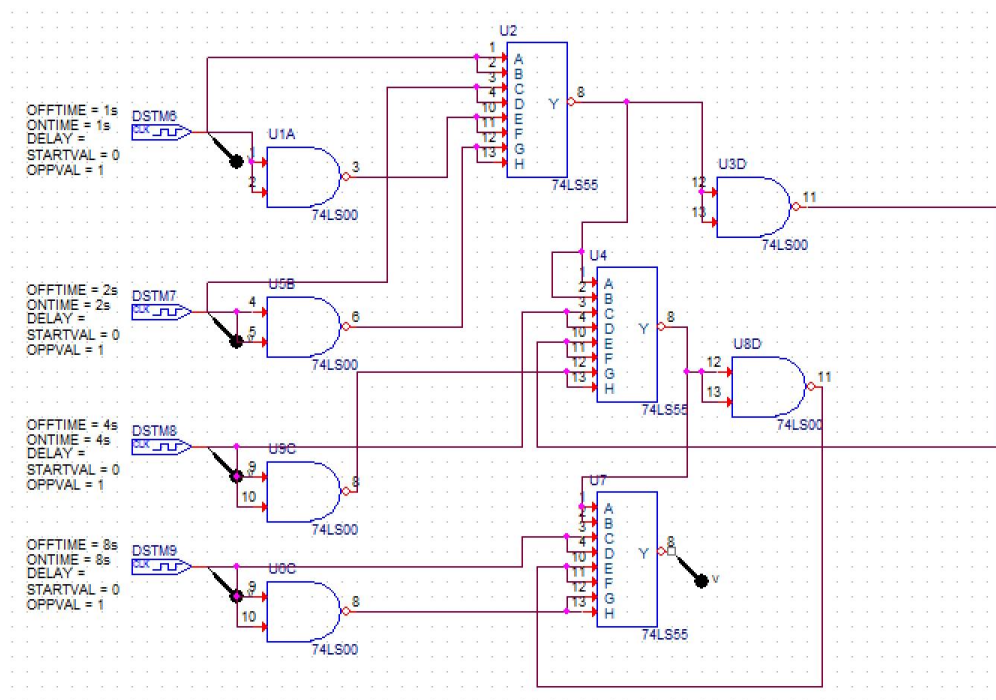 U2
1
2
3
4
10
11
12
13
A
B
C
D
E
F
G
H
Y
8
74LS55
OFFTIME = 1s
ONTIME = 1s
DELAY =
STARTVAL = 0
OPPVAL = 1
DSTM6
CLK
U1A
1
2
3
74LS00
U3D
12
13
11
74LS00
OFFTIME = 2s
ONTIME = 2s
DELAY =
STARTVAL = 0
OPPVAL = 1
DSTM7
CLK
U5B
4
5
6
74LS00
U4
1
2
3
4
10
11
12
13
A
B
C
D
E
F
G
H
Y
8
74LS55
U8D
12
13
11
74LS00
OFFTIME = 4s
ONTIME = 4s
DELAY =
STARTVAL = 0
OPPVAL = 1
DSTM8
CLK
U9C
9
10
8
74LS00
U7
1
2
3
4
10
11
12
13
A
B
C
D
E
F
G
H
Y
8
V
74LS55
OFFTIME = 8s
ONTIME = 8s
DELAY =
STARTVAL = 0
OPPVAL = 1
DSTM9
CLK
U6C
9
10
8
74LS00